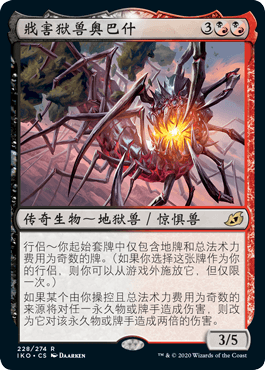 戕害狱兽奥巴什 3
传奇生物～地狱兽／惊惧兽
行侣～你起始套牌中仅包含地牌和总法术力
费用为奇数的牌。（如果你选择这张牌作为你
的行侣，则你可以从游戏外施放它，但仅限
一次。）
如果某个由你操控且总法术力费用为奇数的
来源将对任一永久物或牌手造成伤害，则改
为它对该永久物或牌手造成两倍的伤害。
3/5
228/274 R
IKO • CS DAARKEN
™ & © 2020 Wizards of the Coast